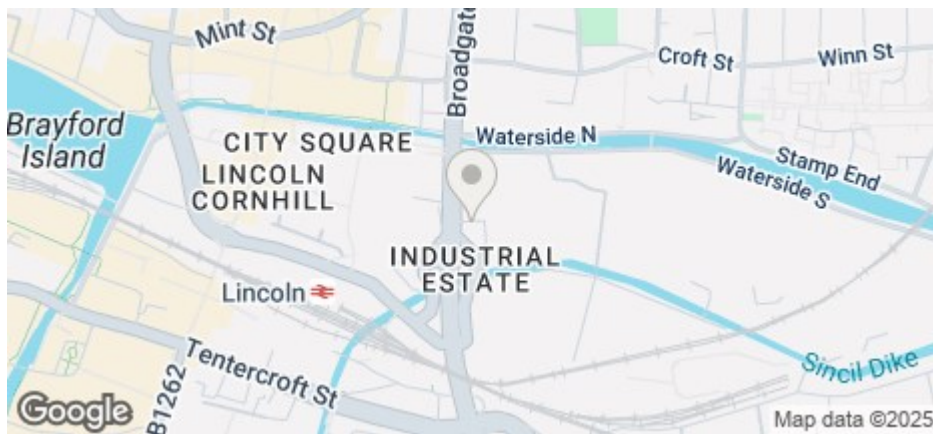 Mint St
Broadgate
Croft St
Winn St
Brayford
Island
CITY SQUARE
Waterside N
LINCOLN
CORNHILL
Stamp End
Waterside S
INDUSTRIAL
ESTATE
Lincoln
Tentercroft St
Sincil Dike
B1262
Google
Map data ©2025